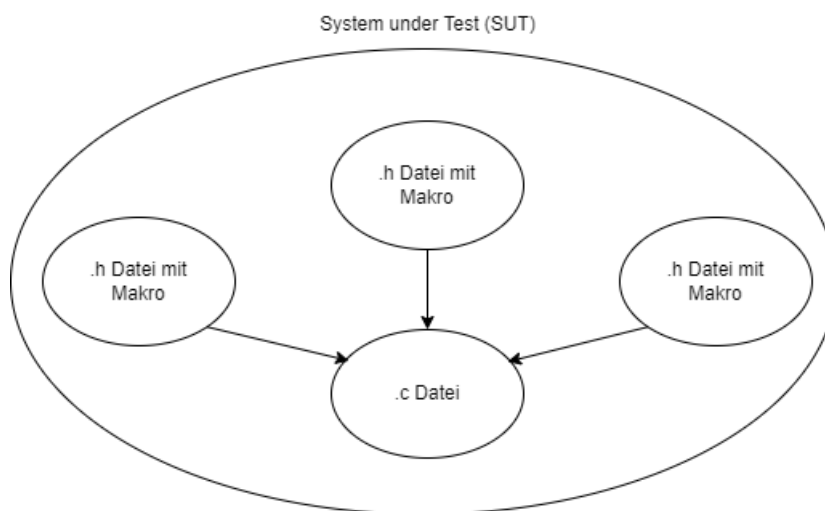 System under Test (SUT)
.h Datei mit
Makro
.h Datei mit
Makro
.h Datei mit
Makro
.c Datei